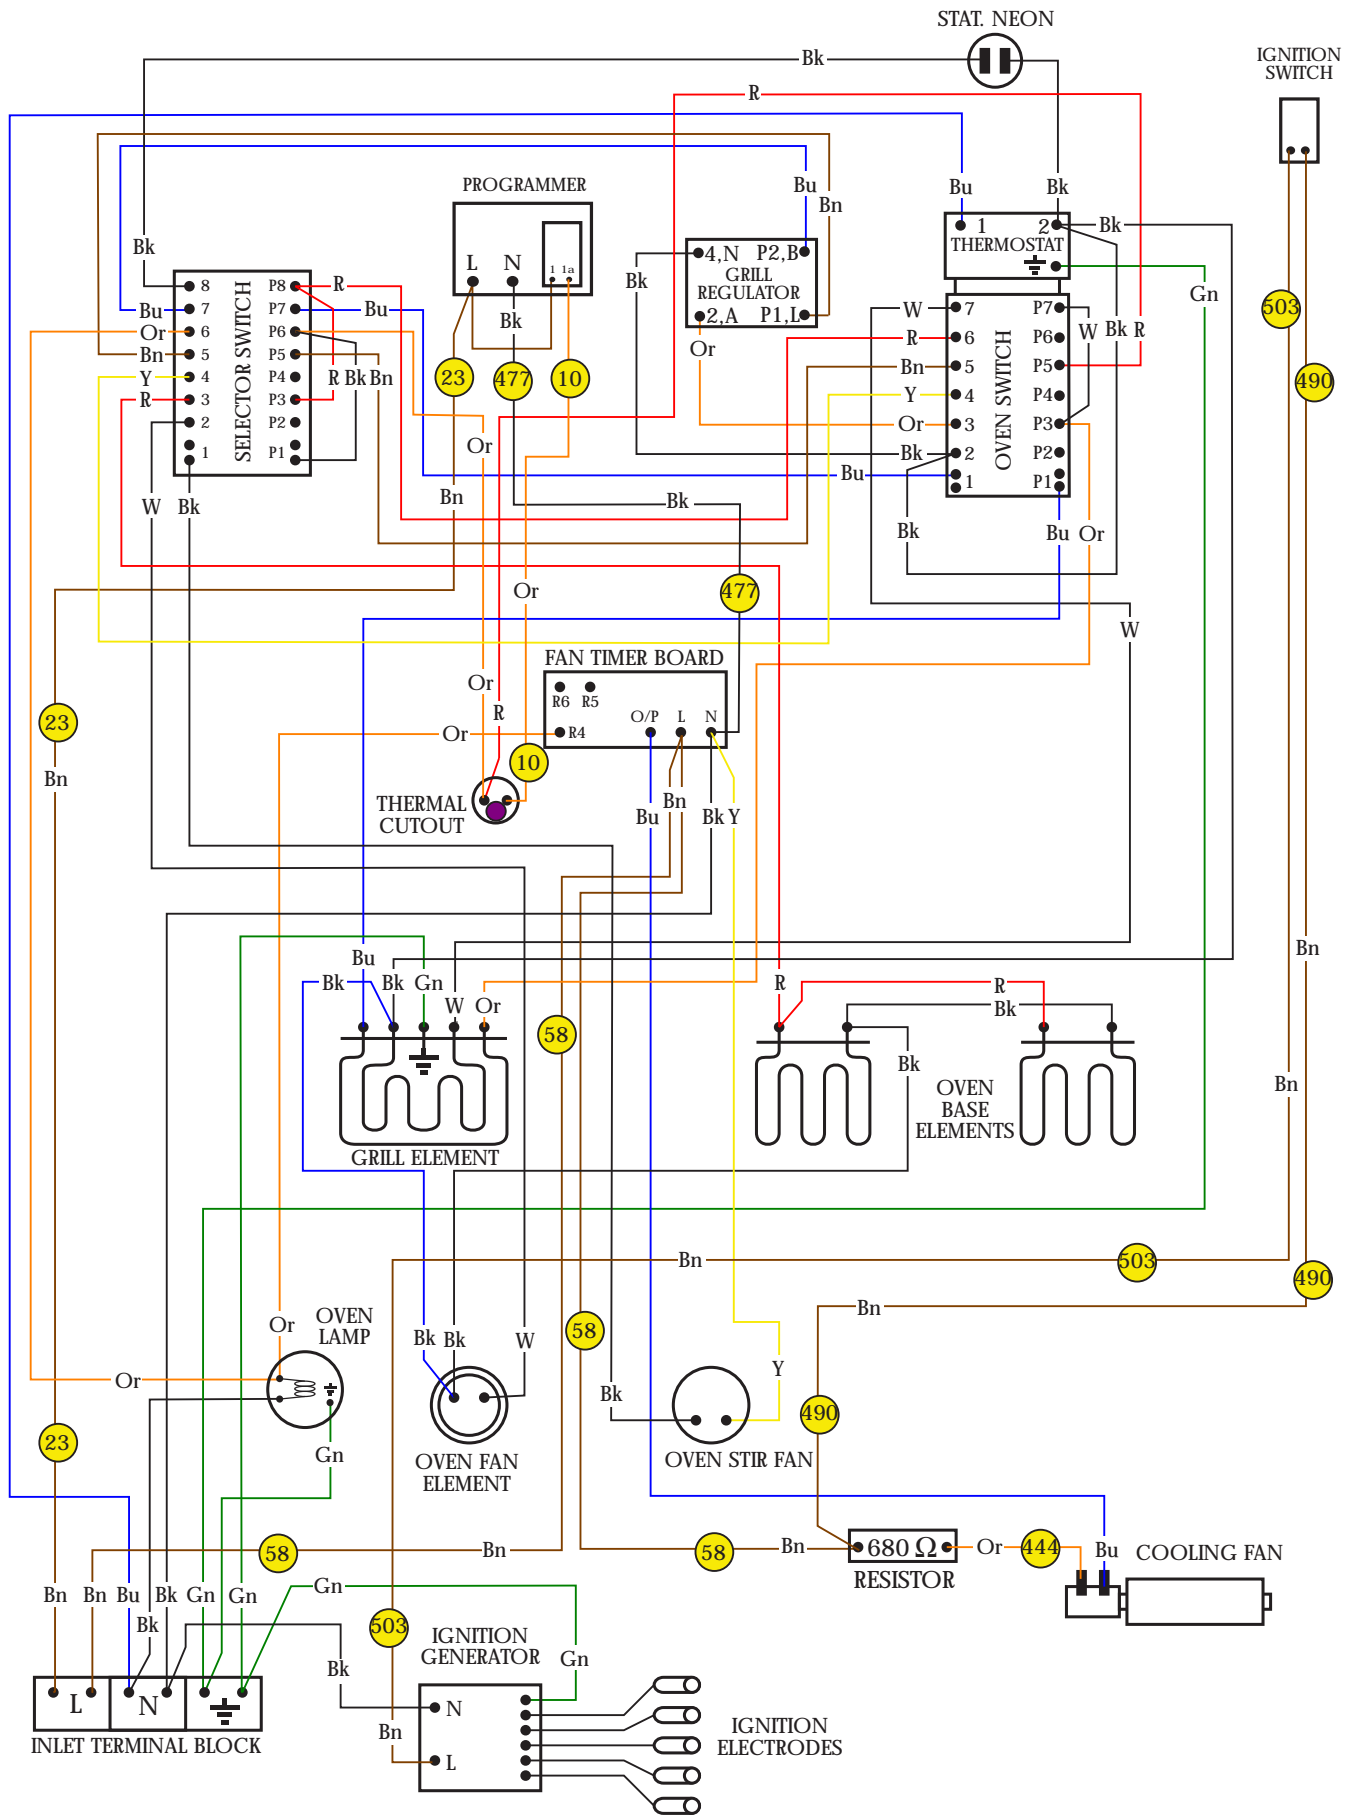 STAT. NEON
IGNITION
SWITCH
Bk
R
PROGRAMMER
Bu
Bn
Bu
Bk
1
2
Bk
THERMOSTAT
Bk
4,N
P2,B
GRILL
REGULATOR
2,A
P1,L
Bk
L
N
1
1a
Gn
8
P8
R
7
P7
Bu
Bu
6
P6
Or
5
P5
Bn
4
P4
Y
3
P3
R
2
P2
1
P1
SELECTOR SWITCH
R
Bk
Bn
Bk
503
W
7
P7
W
Bk
R
R
6
P6
Bn
5
P5
Y
4
P4
Or
3
P3
Bk
2
P2
1
P1
OVEN SWITCH
Or
23
477
10
490
Or
Bu
Bn
Bk
W
Bk
Bk
Bu
Or
Or
477
W
FAN TIMER BOARD
R6
R5
O/P
L
N
R4
Or
R
Or
23
10
Bn
THERMAL
CUTOUT
Bn
Bu
Bk
Y
Bn
Bu
Bk
Bk
Gn
W
Or
R
R
Bk
58
Bk
OVEN
BASE
ELEMENTS
Bn
GRILL ELEMENT
Bn
503
490
Bn
OVEN
LAMP
Or
58
Bk
Bk
W
Y
Or
Bk
490
23
Gn
OVEN FAN
ELEMENT
OVEN STIR FAN
58
Bn
58
Bn
680 Ω
Or
444
Bu
COOLING FAN
RESISTOR
Bn
Bn
Bu
Bk
Gn
Gn
Gn
Bk
503
IGNITION
GENERATOR
Bk
Gn
L
N
N
L
Bn
IGNITION
ELECTRODES
INLET TERMINAL BLOCK